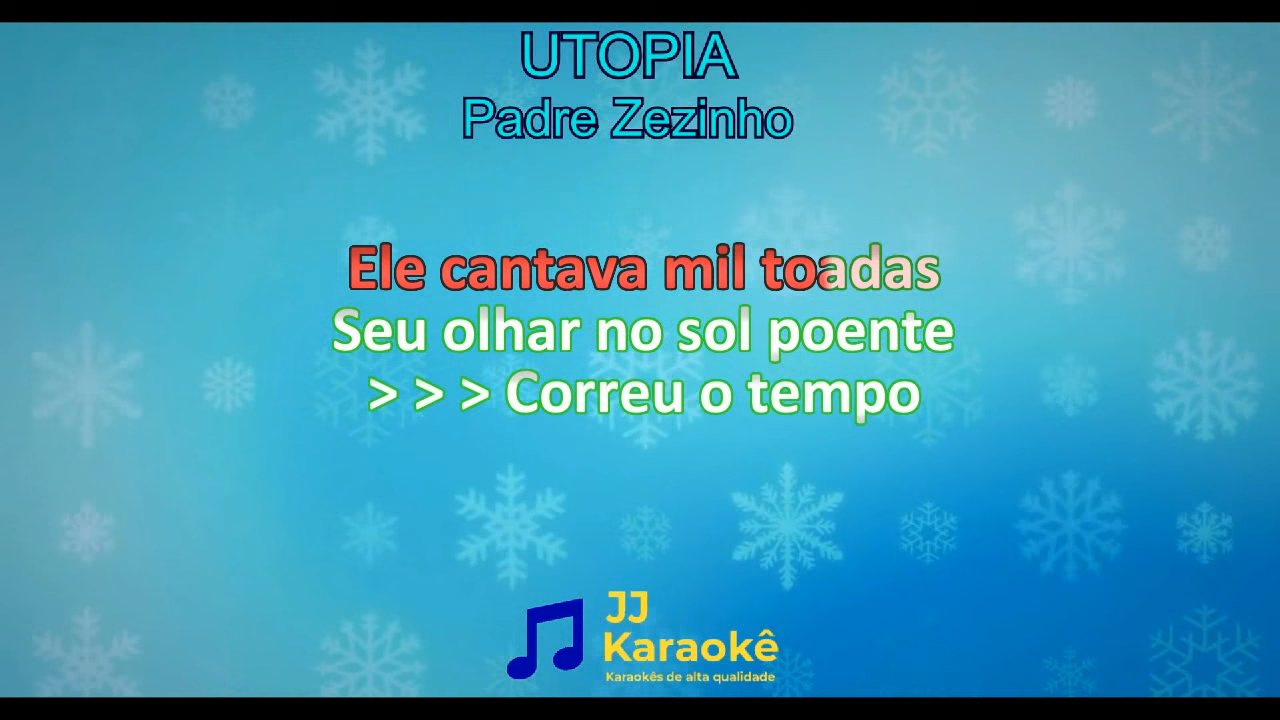 UTOPIA
Padre Zezinho
Ele cantava mil toadas
Seu olhar no sol poente
> > > Correu o tempo
JJ
Karaokê
Karaokês de alta qualidade